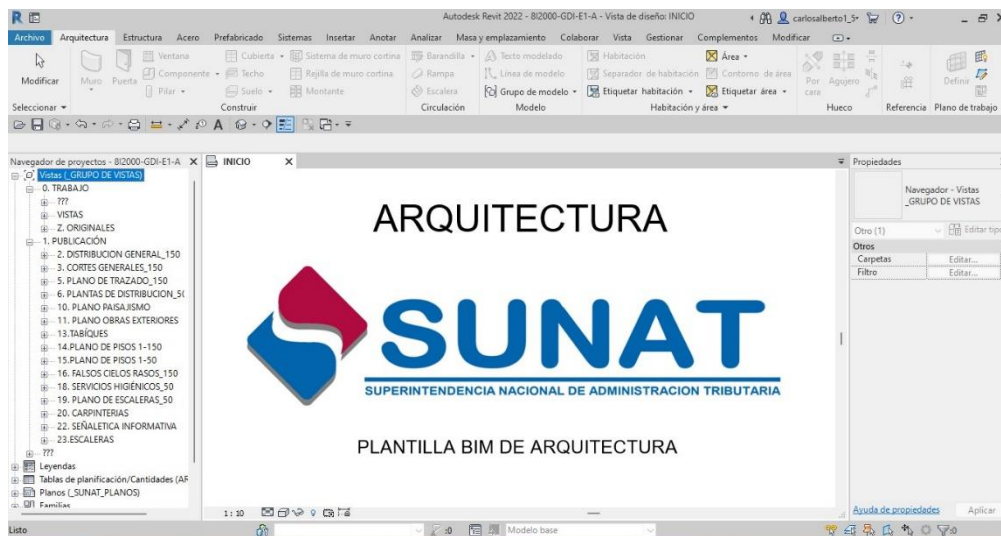 Autodesk Revit 2022 - 8I2000-GDI-E1-A - Vista de diseño: INICIO
carlosalberto1_5
Archivo Arquitectura Estructura Acero Prefabricado Sistemas Insertar Anotar Analizar Masa y emplazamiento Colaborar Vista Gestionar Complementos Modificar
Modificar
Muro
Puerta
Ventana
Componente
Pilar
Cubierta
Techo
Suelo
Sistema de muro cortina
Rejilla de muro cortina
Montante
Barandilla
Rampa
Escalera
Texto modelado
Línea de modelo
Grupo de modelo
Habitación
Separador de habitación
Etiquetar habitación
Área
Contorno de área
Etiquetar área
Por cara
Agujero
Definir
Seleccionar Construir Circulación Modelo Habitación y área Hueco Referencia Plano de trabajo
Navegador de proyectos - 8I2000-GDI-E1-A
Vistas (_GRUPO DE VISTAS)
0. TRABAJO
???
VISTAS
Z. ORIGINALES
1. PUBLICACIÓN
2. DISTRIBUCION GENERAL_150
3. CORTES GENERALES_150
5. PLANO DE TRAZADO_150
6. PLANTAS DE DISTRIBUCION_5(
10. PLANO PAISAJISMO
11. PLANO OBRAS EXTERIORES
13.TABÍQUES
14.PLANO DE PISOS 1-150
15.PLANO DE PISOS 1-50
16. FALSOS CIELOS RASOS_150
18. SERVICIOS HIGIÉNICOS_50
19. PLANO DE ESCALERAS_50
20. CARPINTERIAS
22. SEÑALETICA INFORMATIVA
23.ESCALERAS
???
Leyendas
Tablas de planificación/Cantidades (AR
Planos (_SUNAT_PLANOS)
Familias
INICIO
ARQUITECTURA
SUNAT
SUPERINTENDENCIA NACIONAL DE ADMINISTRACION TRIBUTARIA
PLANTILLA BIM DE ARQUITECTURA
1 : 10
Propiedades
Navegador - Vistas
_GRUPO DE VISTAS
Otro (1)
Editar tipo
Otros
Carpetas Editar...
Filtro Editar...
Ayuda de propiedades Aplicar
Listo
:0
Modelo base
:0